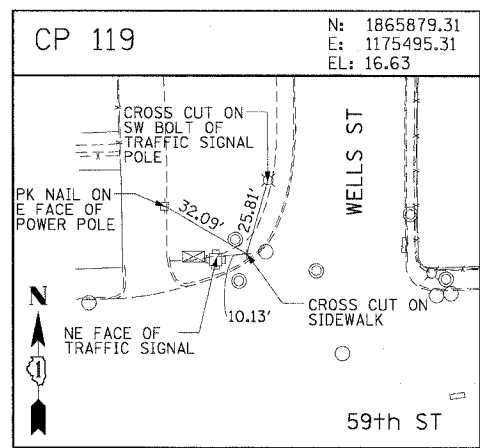 CP 119
N: 1865879.31
E: 1175495.31
EL: 16.63
CROSS CUT ON
SW BOLT OF
TRAFFIC SIGNAL
POLE
WELLS ST
PK NAIL ON
E FACE OF
POWER POLE
32.09'
25.81'
N
1
NE FACE OF
TRAFFIC SIGNAL
10.13'
CROSS CUT ON
SIDEWALK
59th ST